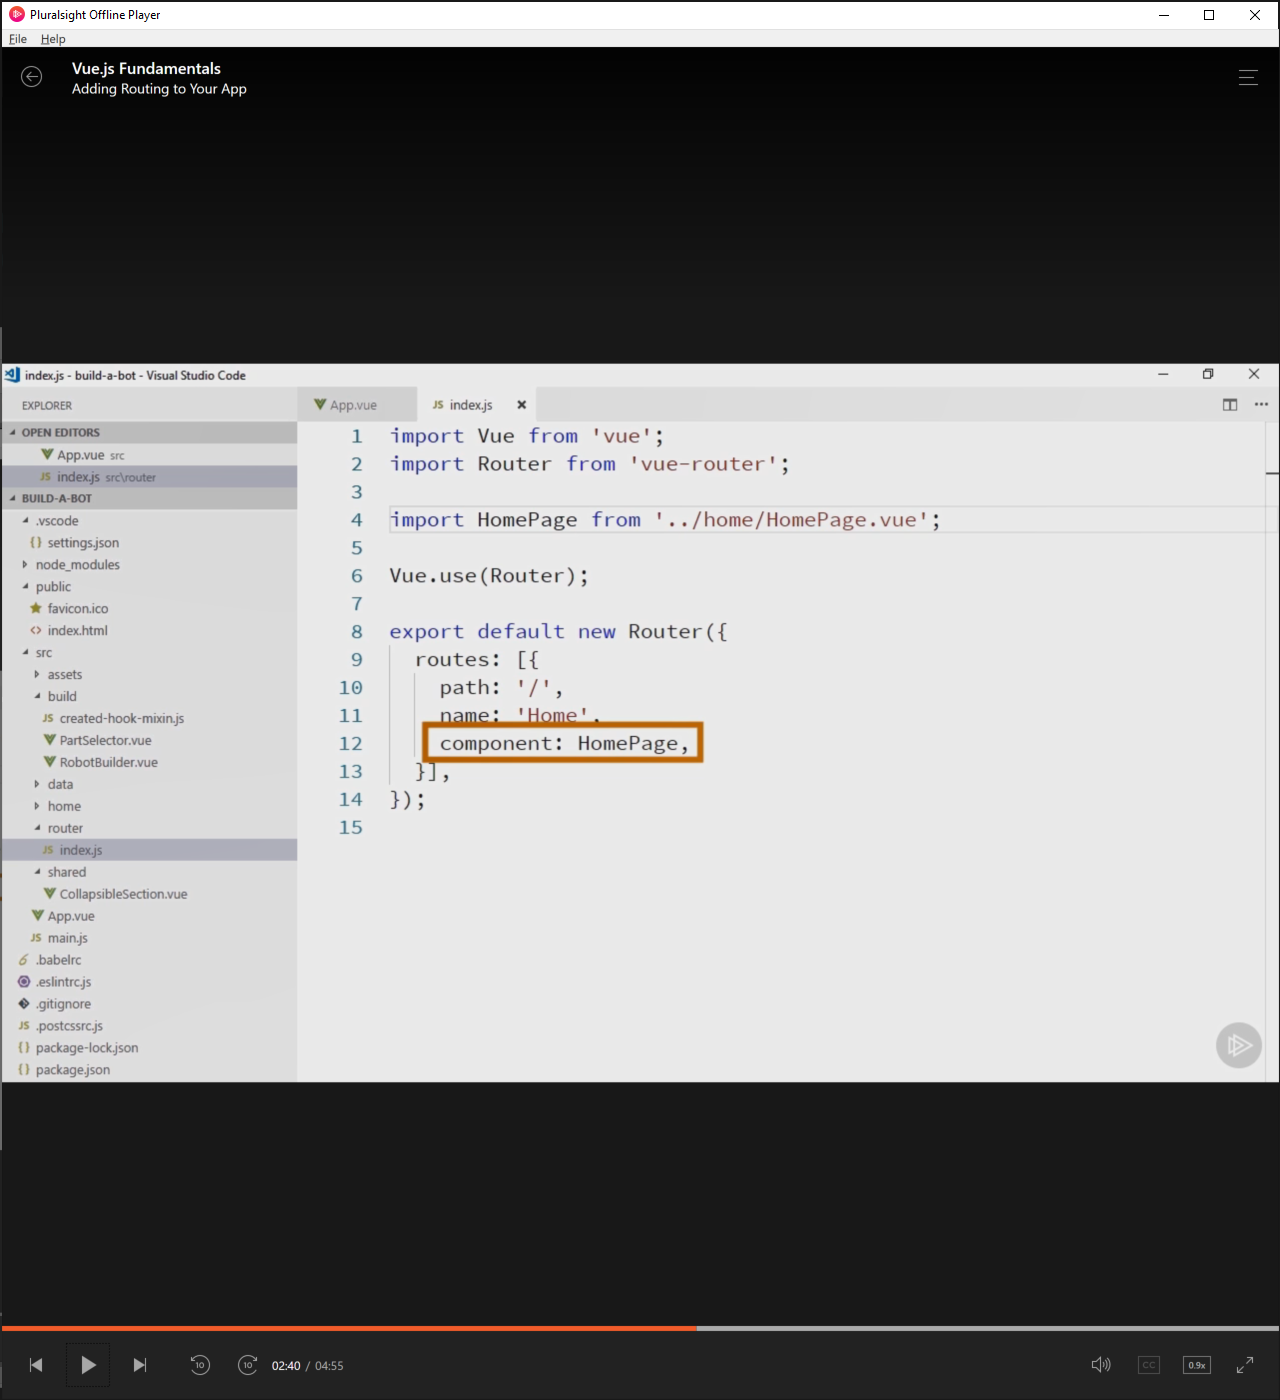 Pluralsight Offline Player
File Help
Vue.js Fundamentals
Adding Routing to Your App
index.js - build-a-bot - Visual Studio Code
EXPLORER
OPEN EDITORS
App.vue src
index.js src\router
BUILD-A-BOT
.vscode
{} settings.json
node_modules
public
favicon.ico
<> index.html
src
assets
build
JS created-hook-mixin.js
PartSelector.vue
RobotBuilder.vue
data
home
router
JS index.js
shared
CollapsibleSection.vue
App.vue
JS main.js
.babelrc
.eslintrc.js
.gitignore
JS .postcssrc.js
{} package-lock.json
{} package.json
App.vue
JS index.js
1 import Vue from 'vue';
2 import Router from 'vue-router';
3
4 import HomePage from '../home/HomePage.vue';
5
6 Vue.use(Router);
7
8 export default new Router({
9 routes: [{
10 path: '/',
11 name: 'Home',
12 component: HomePage,
13 }],
14 });
15
10
10
02:40 / 04:55
CC
0.9x